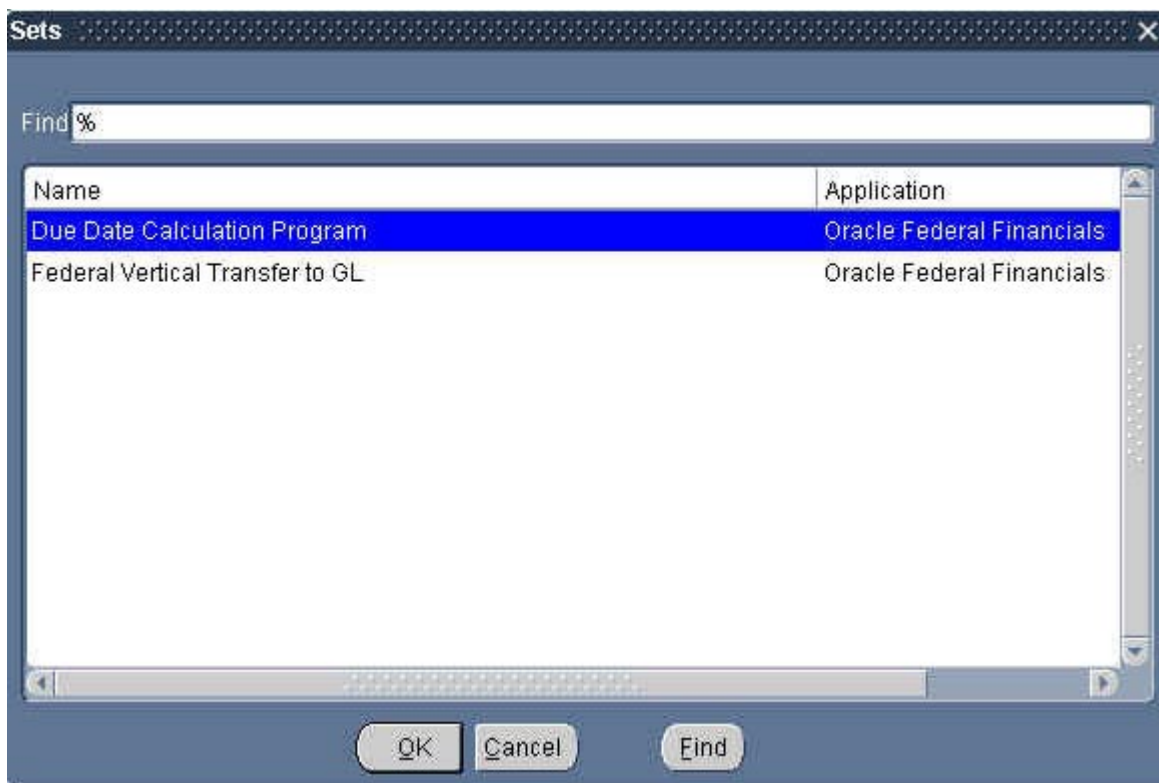 Sets
Find %
Name Application
Due Date Calculation Program Oracle Federal Financials
Federal Vertical Transfer to GL Oracle Federal Financials
OK Cancel Find